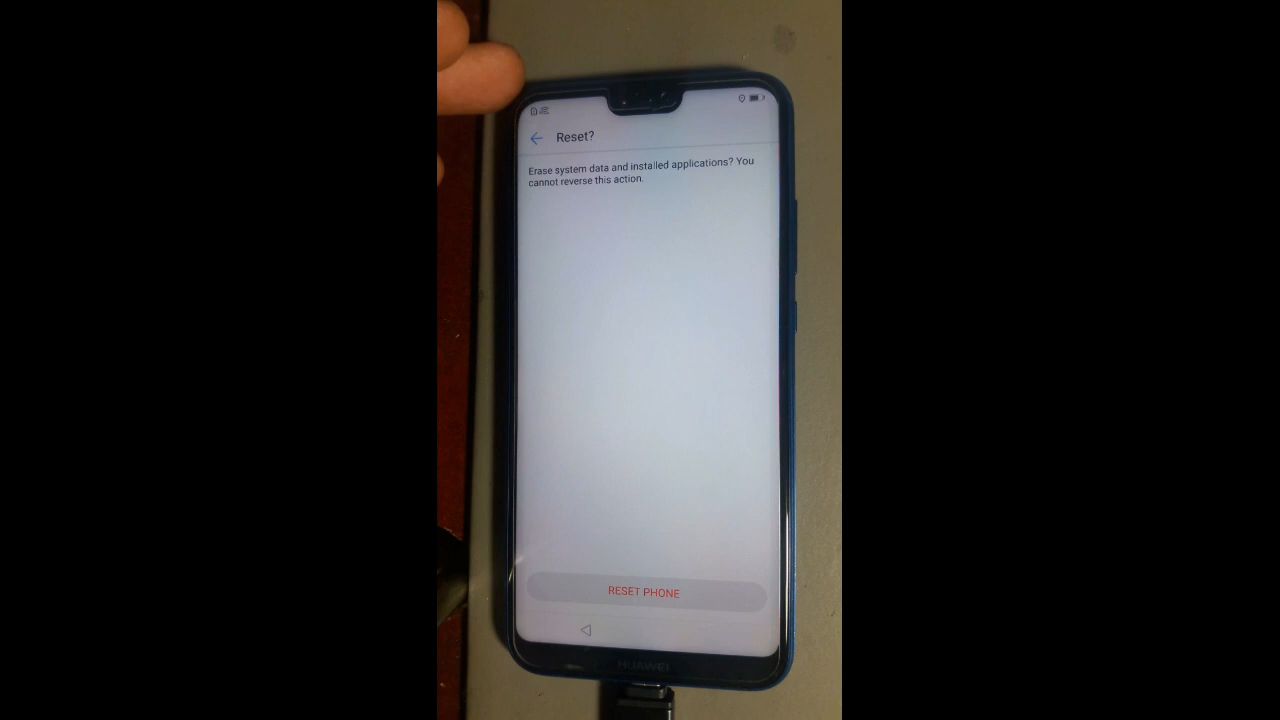 Reset?
Erase system data and installed applications? You
cannot reverse this action.
RESET PHONE
HUAWEI